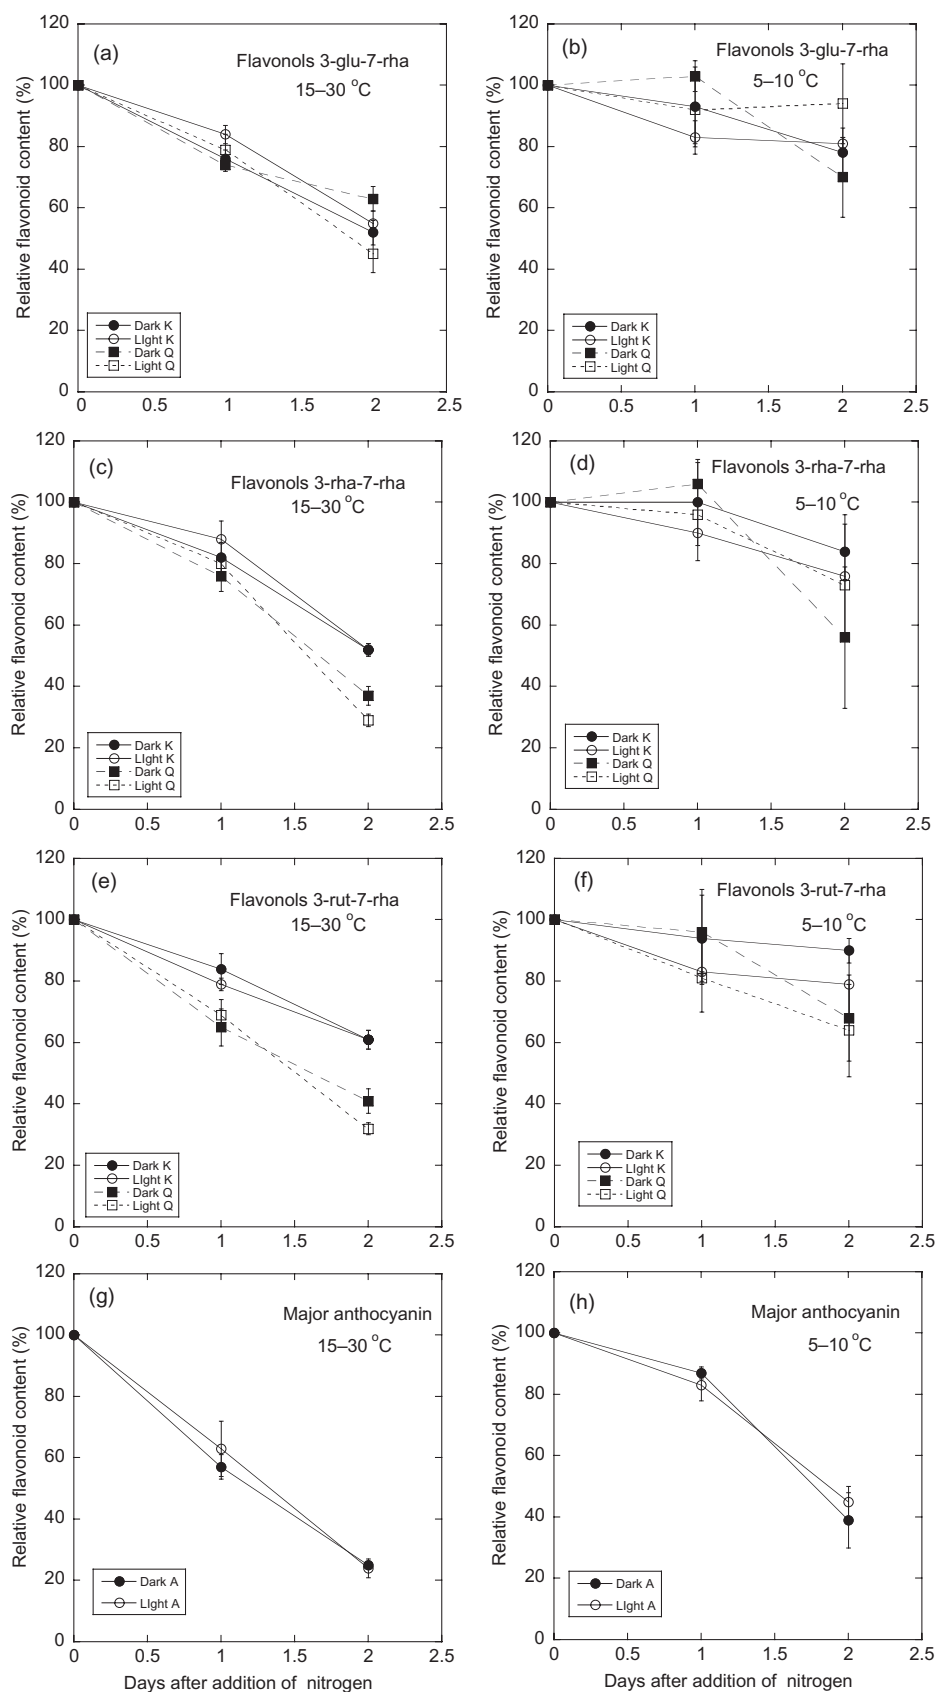 (a)
Flavonols 3-glu-7-rha
15–30 °C
Relative flavonoid content (%)
120
100
80
60
40
20
0
Dark K
LIght K
Dark Q
Light Q
0 0.5 1 1.5 2 2.5
(b)
Flavonols 3-glu-7-rha
5–10 °C
Relative flavonoid content (%)
120
100
80
60
40
20
0
Dark K
LIght K
Dark Q
Light Q
0 0.5 1 1.5 2 2.5
(c)
Flavonols 3-rha-7-rha
15–30 °C
Relative flavonoid content (%)
120
100
80
60
40
20
0
Dark K
LIght K
Dark Q
Light Q
0 0.5 1 1.5 2 2.5
(d)
Flavonols 3-rha-7-rha
5–10 °C
Relative flavonoid content (%)
120
100
80
60
40
20
0
Dark K
LIght K
Dark Q
Light Q
0 0.5 1 1.5 2 2.5
(e)
Flavonols 3-rut-7-rha
15–30 °C
Relative flavonoid content (%)
120
100
80
60
40
20
0
Dark K
LIght K
Dark Q
Light Q
0 0.5 1 1.5 2 2.5
(f)
Flavonols 3-rut-7-rha
5–10 °C
Relative flavonoid content (%)
120
100
80
60
40
20
0
Dark K
LIght K
Dark Q
Light Q
0 0.5 1 1.5 2 2.5
(g)
Major anthocyanin
15–30 °C
Relative flavonoid content (%)
120
100
80
60
40
20
0
Dark A
LIght A
0 0.5 1 1.5 2 2.5
Days after addition of nitrogen
(h)
Major anthocyanin
5–10 °C
Relative flavonoid content (%)
120
100
80
60
40
20
0
Dark A
LIght A
0 0.5 1 1.5 2 2.5
Days after addition of nitrogen